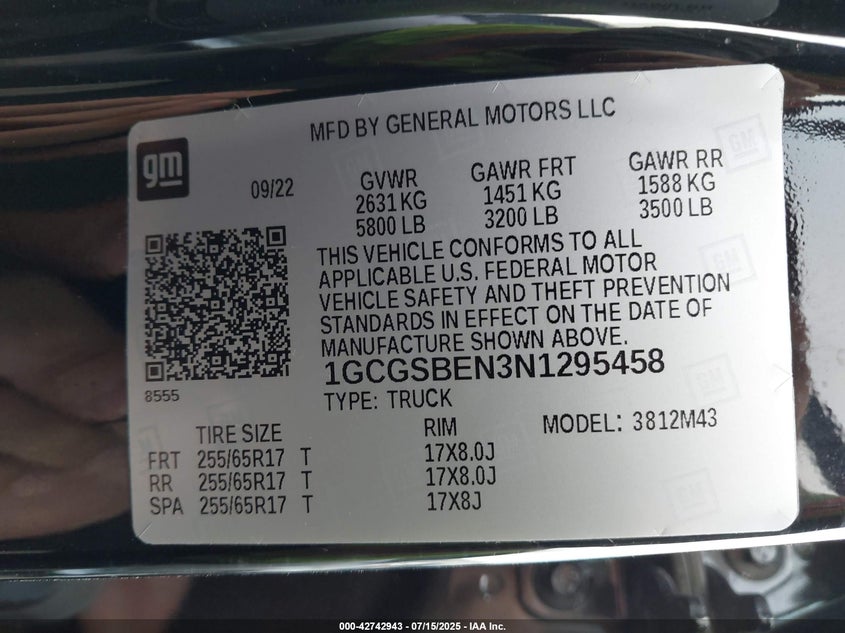 MFD BY GENERAL MOTORS LLC
gm
09/22
GVWR
2631 KG
5800 LB
GAWR FRT
1451 KG
3200 LB
GAWR RR
1588 KG
3500 LB
THIS VEHICLE CONFORMS TO ALL
APPLICABLE U.S. FEDERAL MOTOR
VEHICLE SAFETY AND THEFT PREVENTION
STANDARDS IN EFFECT ON THE DATE OF
MANUFACTURE SHOWN ABOVE.
1GCGSBEN3N1295458
8555
TYPE: TRUCK
TIRE SIZE RIM MODEL: 3812M43
FRT 255/65R17 T 17X8.0J
RR 255/65R17 T 17X8.0J
SPA 255/65R17 T 17X8J
000-42742943 - 07/15/2025 - IAA Inc.